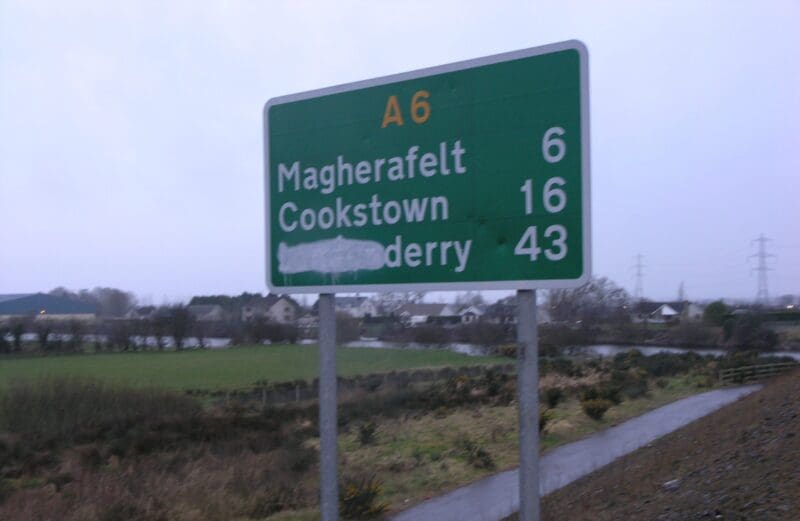 A6
Magherafelt 6
Cookstown 16
derry 43